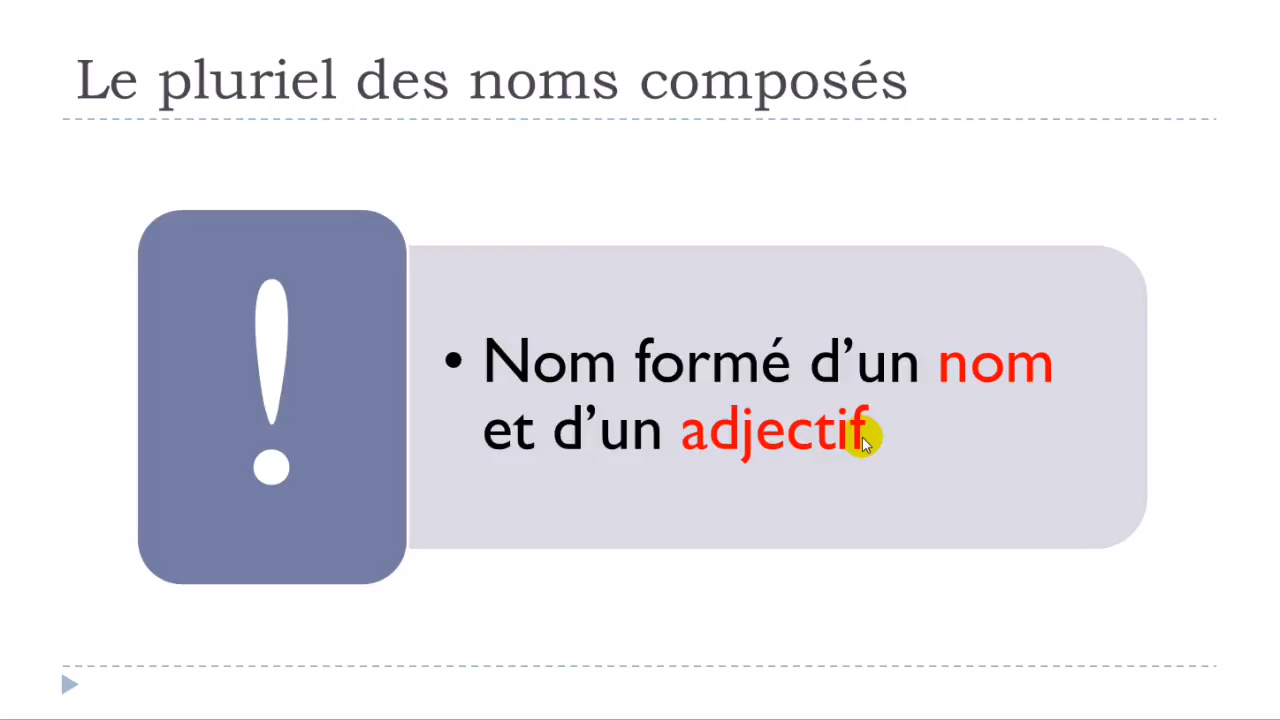 Le pluriel des noms composés
!
• Nom formé d’un nom
et d’un adjectif